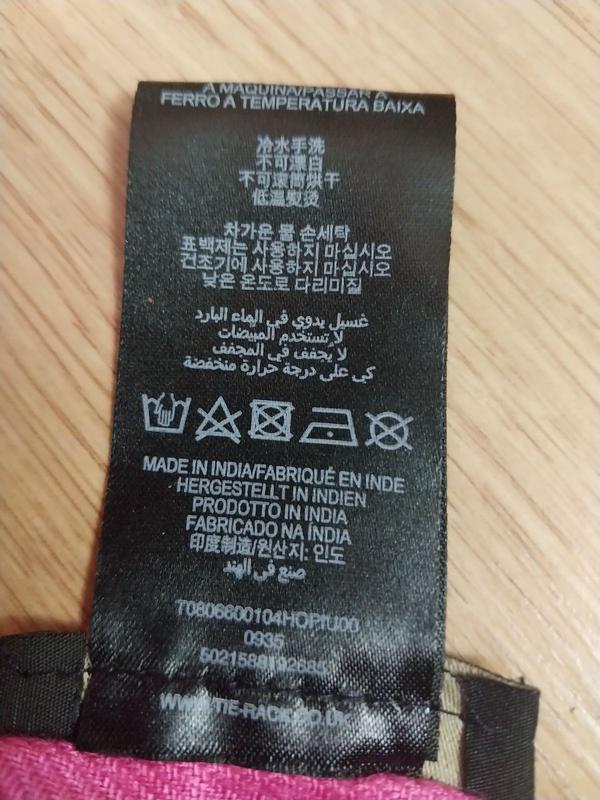 A MAQUINA/PASSAR A
FERRO A TEMPERATURA BAIXA
冷水手洗
不可漂白
不可滚筒烘干
低温熨烫
차가운 물 손세탁
표백제는 사용하지 마십시오
건조기에 사용하지 마십시오
낮은 온도로 다리미질
غسيل يدوي في الماء البارد
لا تستخدم المبيضات
لا يجفف في المجفف
كي على درجة حرارة منخفضة
MADE IN INDIA/FABRIQUÉ EN INDE
HERGESTELLT IN INDIEN
PRODOTTO IN INDIA
FABRICADO NA ÍNDIA
印度制造/원산지: 인도
صنع في الهند
0935
WWW.TIE-RACK.CO.UK